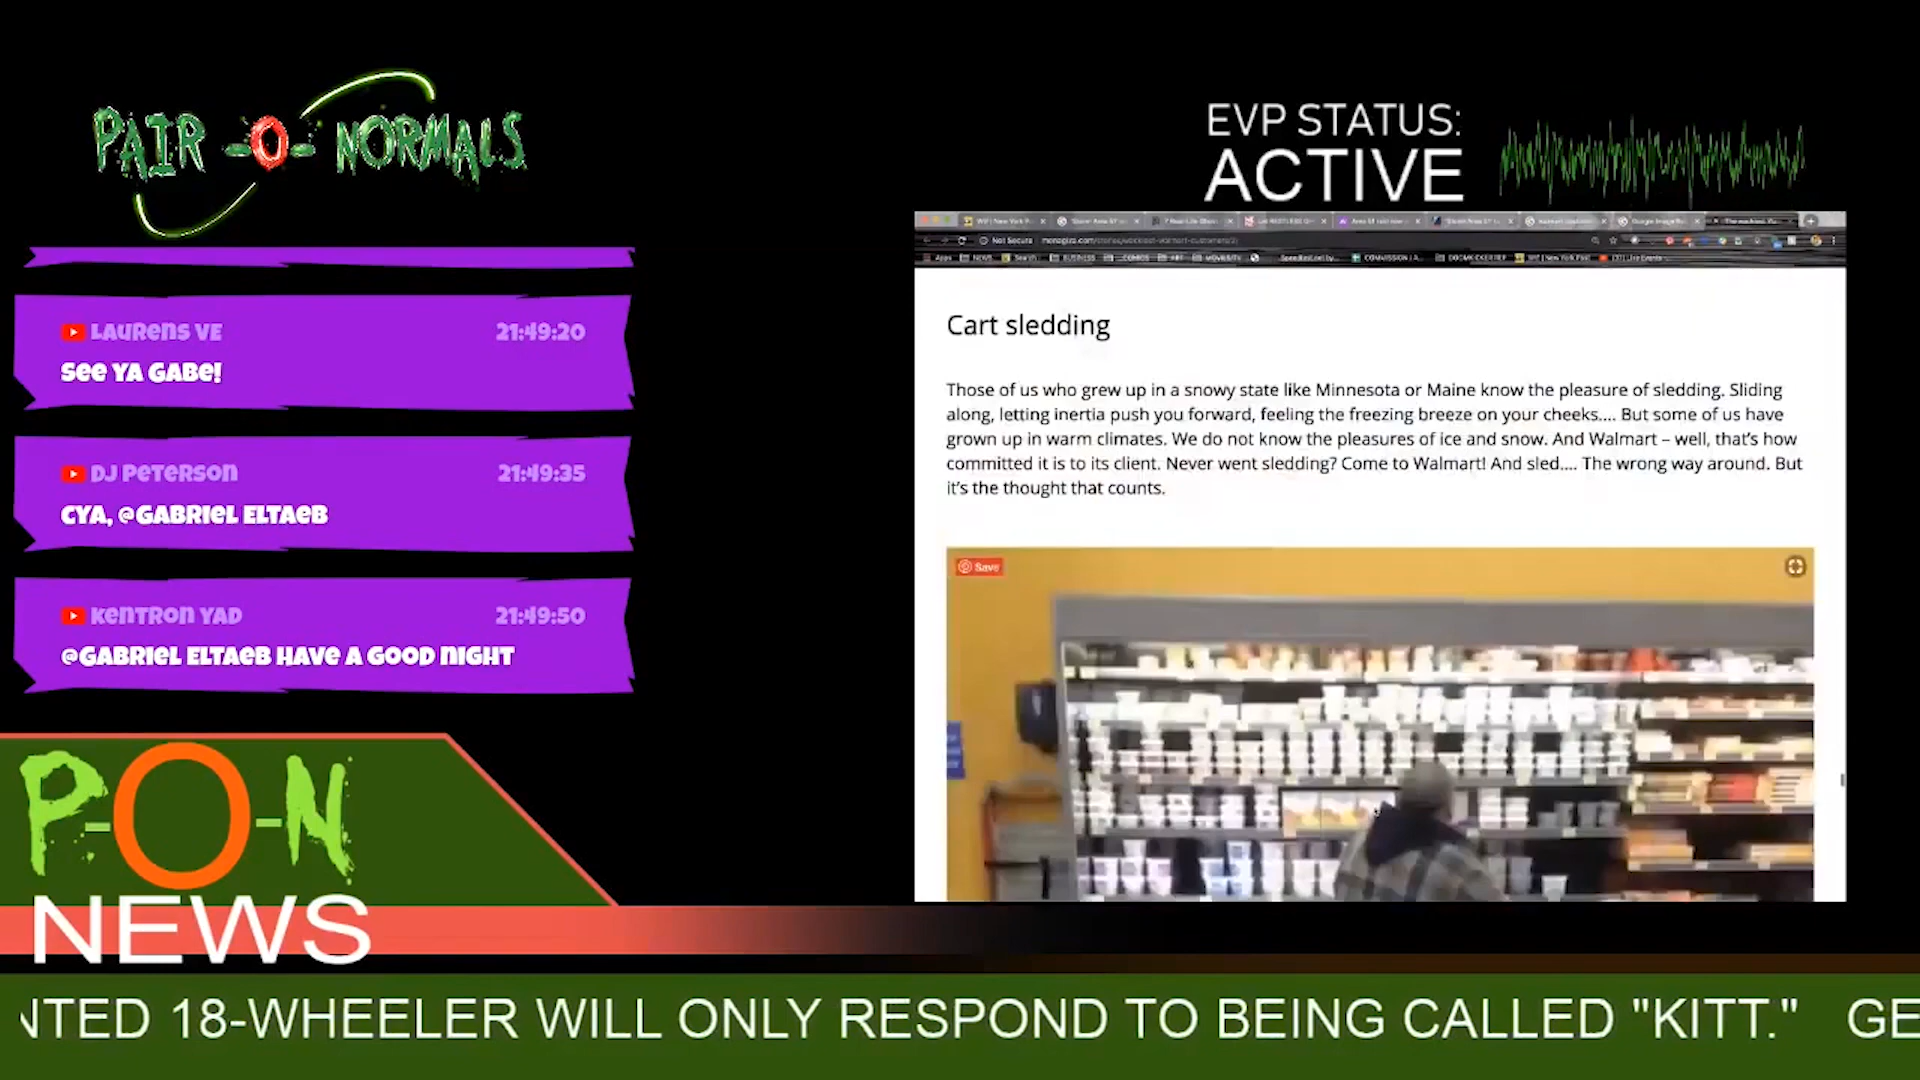 PAIR -O- NORMALS
EVP STATUS:
ACTIVE
LAURENS VE 21:49:20
SEE YA GABE!
DJ PETERSON 21:49:35
CYA, @GABRIEL ELTAEB
KENTRON YAD 21:49:50
@GABRIEL ELTAEB HAVE A GOOD NIGHT
Not Secure
Apps NEWS Search BUSINESS
Cart sledding
Those of us who grew up in a snowy state like Minnesota or Maine know the pleasure of sledding. Sliding
along, letting inertia push you forward, feeling the freezing breeze on your cheeks.... But some of us have
grown up in warm climates. We do not know the pleasures of ice and snow. And Walmart – well, that's how
committed it is to its client. Never went sledding? Come to Walmart! And sled.... The wrong way around. But
it's the thought that counts.
Save
P-O-N
NEWS
NTED 18-WHEELER WILL ONLY RESPOND TO BEING CALLED "KITT." GE